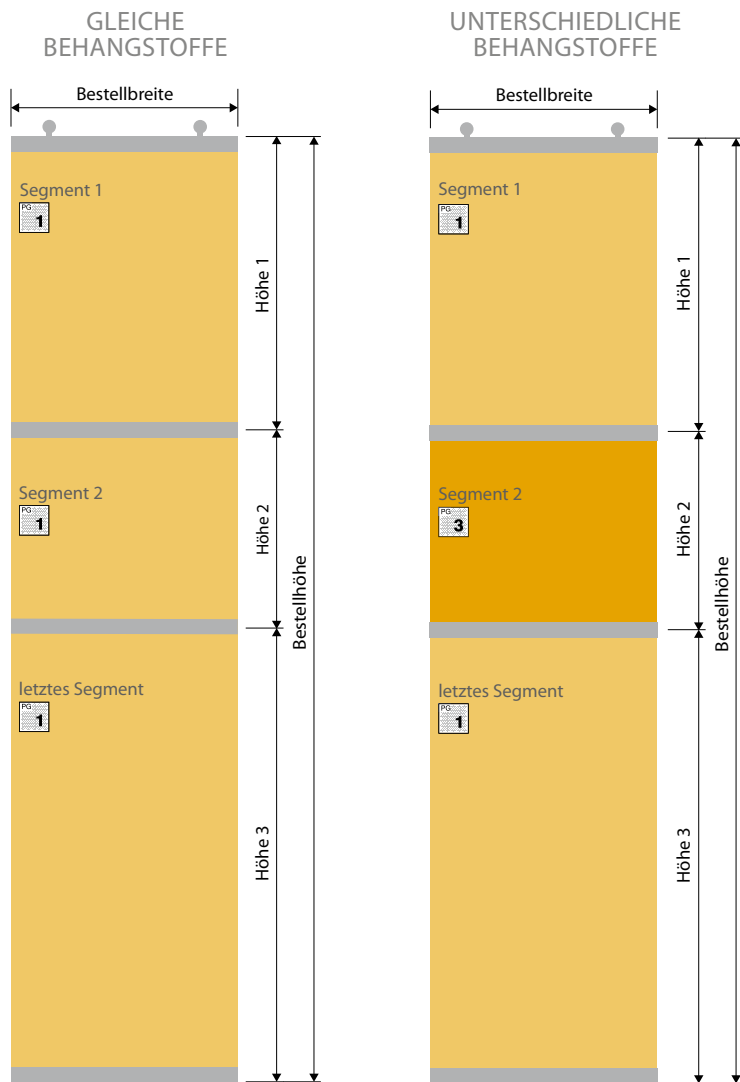 GLEICHE
BEHANGSTOFFE
Bestellbreite
Segment 1
PG
1
Höhe 1
Segment 2
PG
1
Höhe 2
Bestellhöhe
letztes Segment
PG
1
Höhe 3
UNTERSCHIEDLICHE
BEHANGSTOFFE
Bestellbreite
Segment 1
PG
1
Höhe 1
Segment 2
PG
3
Höhe 2
Bestellhöhe
letztes Segment
PG
1
Höhe 3